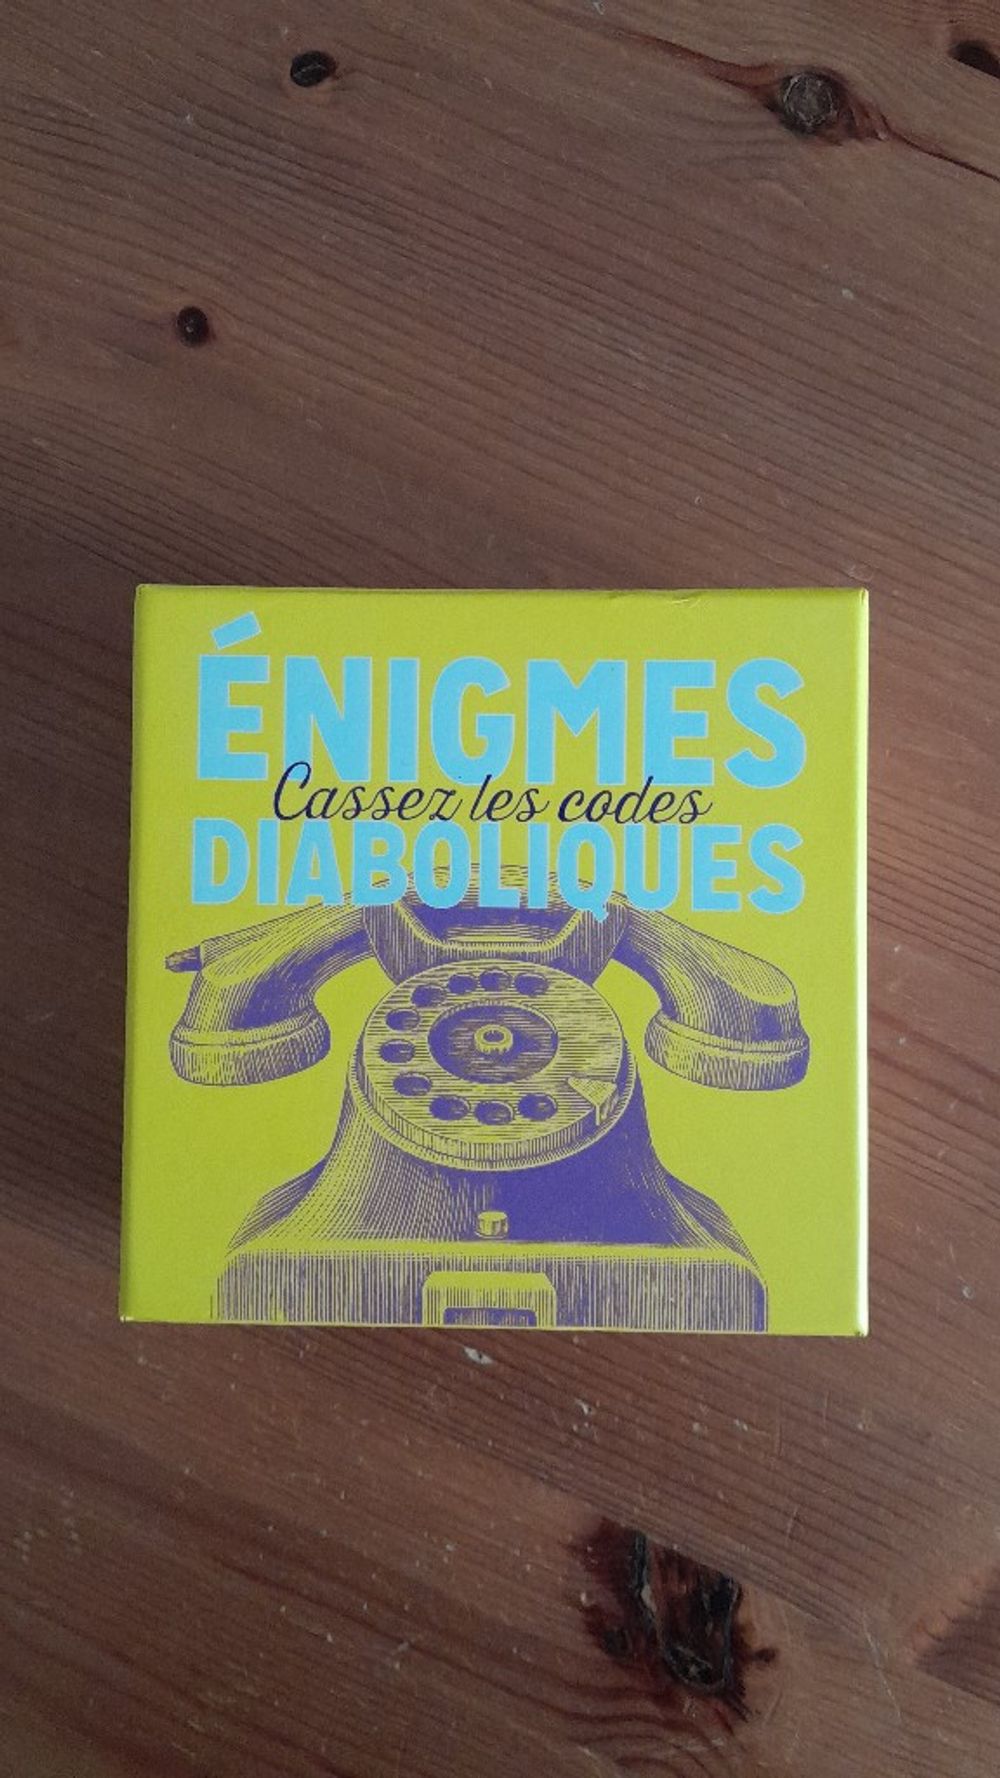 ÉNIGMES
Cassez les codes
DIABOLIQUES